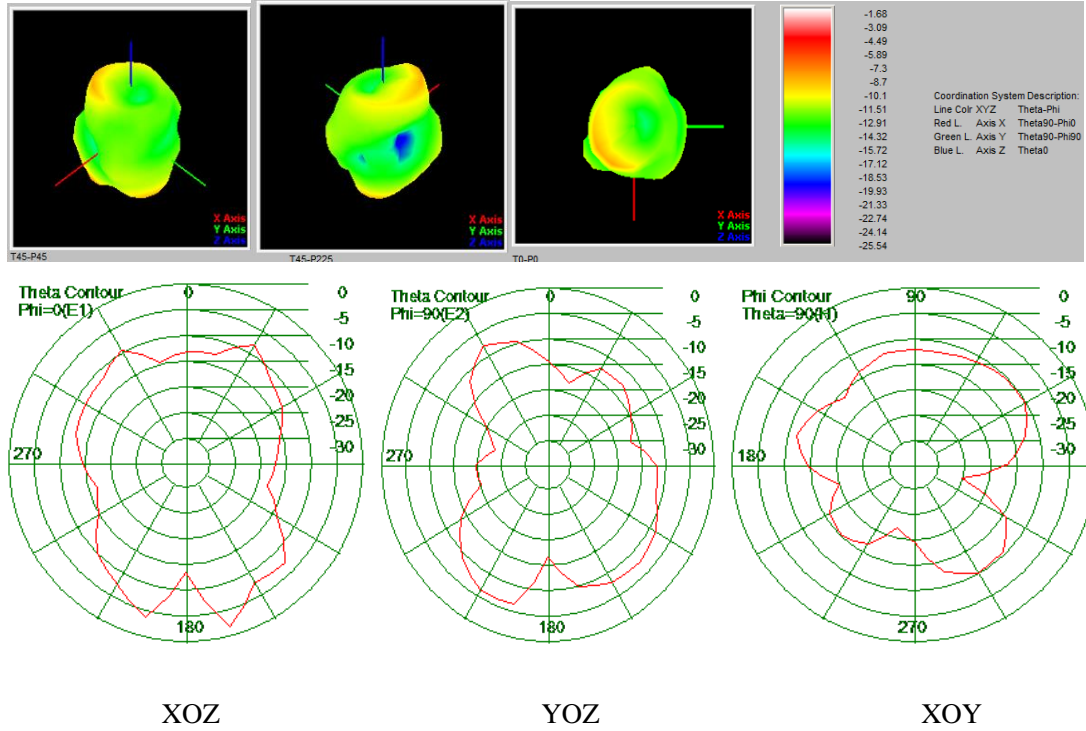 X Axis
Y Axis
Z Axis
T45-P45
X Axis
Y Axis
Z Axis
T45-P225
X Axis
Y Axis
Z Axis
T0-P0
-1.68
-3.09
-4.49
-5.89
-7.3
-8.7
-10.1
-11.51
-12.91
-14.32
-15.72
-17.12
-18.53
-19.93
-21.33
-22.74
-24.14
-25.54
Coordination System Description:
Line Colr XYZ Theta-Phi
Red L. Axis X Theta90-Phi0
Green L. Axis Y Theta90-Phi90
Blue L. Axis Z Theta0
Theta Contour
Phi=0(E1)
0
0
-5
-10
-15
-20
-25
-30
270
180
Theta Contour
Phi=90(E2)
0
0
-5
-10
-15
-20
-25
-30
270
180
Phi Contour
Theta=90(H)
90
0
-5
-10
-15
-20
-25
-30
180
270
XOZ
YOZ
XOY